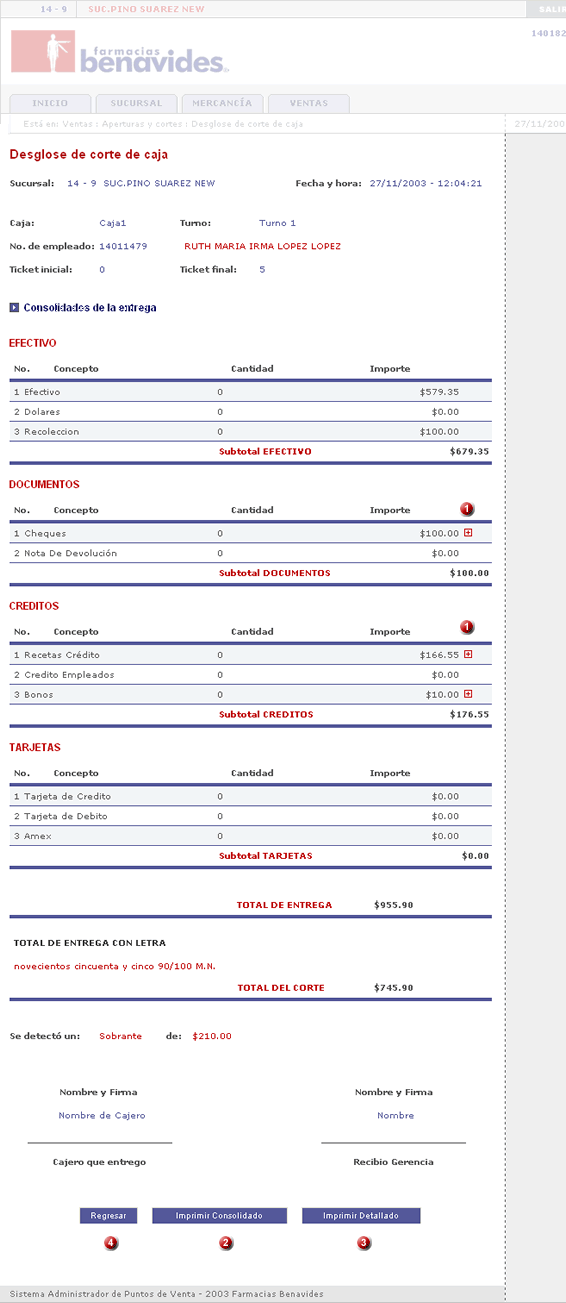 14 - 9 SUC.PINO SUAREZ NEW SALIR
140182
farmacias
benavides
INICIO SUCURSAL MERCANCÍA VENTAS
Está en: Ventas : Aperturas y cortes : Desglose de corte de caja 27/11/200
Desglose de corte de caja
Sucursal: 14 - 9 SUC.PINO SUAREZ NEW Fecha y hora: 27/11/2003 - 12:04:21
Caja: Caja1 Turno: Turno 1
No. de empleado: 14011479 RUTH MARIA IRMA LOPEZ LOPEZ
Ticket inicial: 0 Ticket final: 5
Consolidados de la entrega
EFECTIVO
No. Concepto Cantidad Importe
1 Efectivo 0 $579.35
2 Dolares 0 $0.00
3 Recoleccion 0 $100.00
Subtotal EFECTIVO $679.35
DOCUMENTOS
No. Concepto Cantidad Importe 1
1 Cheques 0 $100.00
2 Nota De Devolución 0 $0.00
Subtotal DOCUMENTOS $100.00
CREDITOS
No. Concepto Cantidad Importe 1
1 Recetas Crédito 0 $166.55
2 Credito Empleados 0 $0.00
3 Bonos 0 $10.00
Subtotal CREDITOS $176.55
TARJETAS
No. Concepto Cantidad Importe
1 Tarjeta de Credito 0 $0.00
2 Tarjeta de Debito 0 $0.00
3 Amex 0 $0.00
Subtotal TARJETAS $0.00
TOTAL DE ENTREGA $955.90
TOTAL DE ENTREGA CON LETRA
novecientos cincuenta y cinco 90/100 M.N.
TOTAL DEL CORTE $745.90
Se detectó un: Sobrante de: $210.00
Nombre y Firma Nombre y Firma
Nombre de Cajero Nombre
Cajero que entrego Recibio Gerencia
Regresar Imprimir Consolidado Imprimir Detallado
4 2 3
Sistema Administrador de Puntos de Venta - 2003 Farmacias Benavides